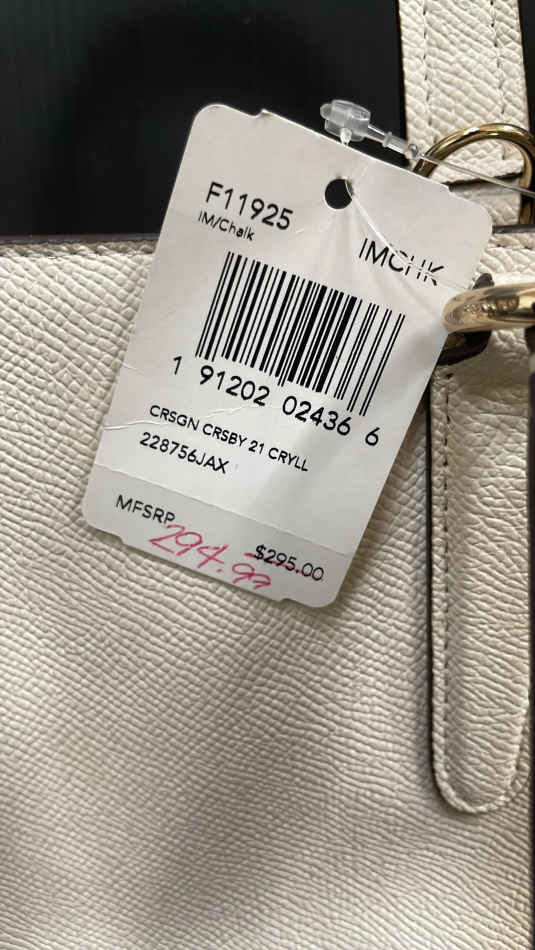 F11925
IM/Chalk
IMCHK
1 91202 02436 6
CRSGN CRSBY 21 CRYLL
228756JAX
MFSRP
$295.00
294.97